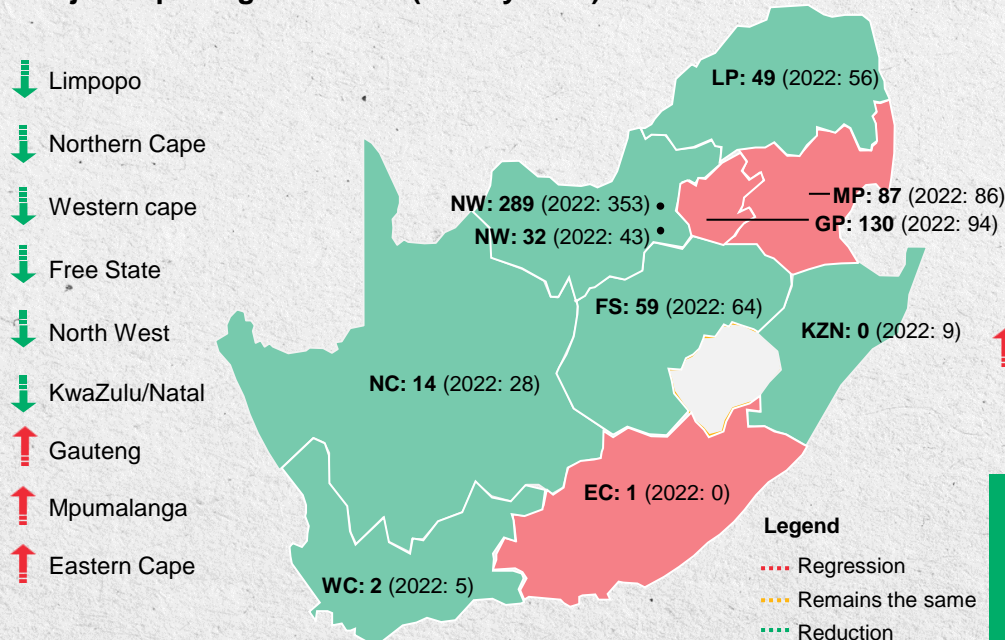 Limpopo
Northern Cape
Western cape
Free State
North West
KwaZulu/Natal
Gauteng
Mpumalanga
Eastern Cape
LP: 49 (2022: 56)
MP: 87 (2022: 86)
NW: 289 (2022: 353)
GP: 130 (2022: 94)
NW: 32 (2022: 43)
FS: 59 (2022: 64)
KZN: 0 (2022: 9)
NC: 14 (2022: 28)
EC: 1 (2022: 0)
WC: 2 (2022: 5)
Legend
Regression
Remains the same
Reduction